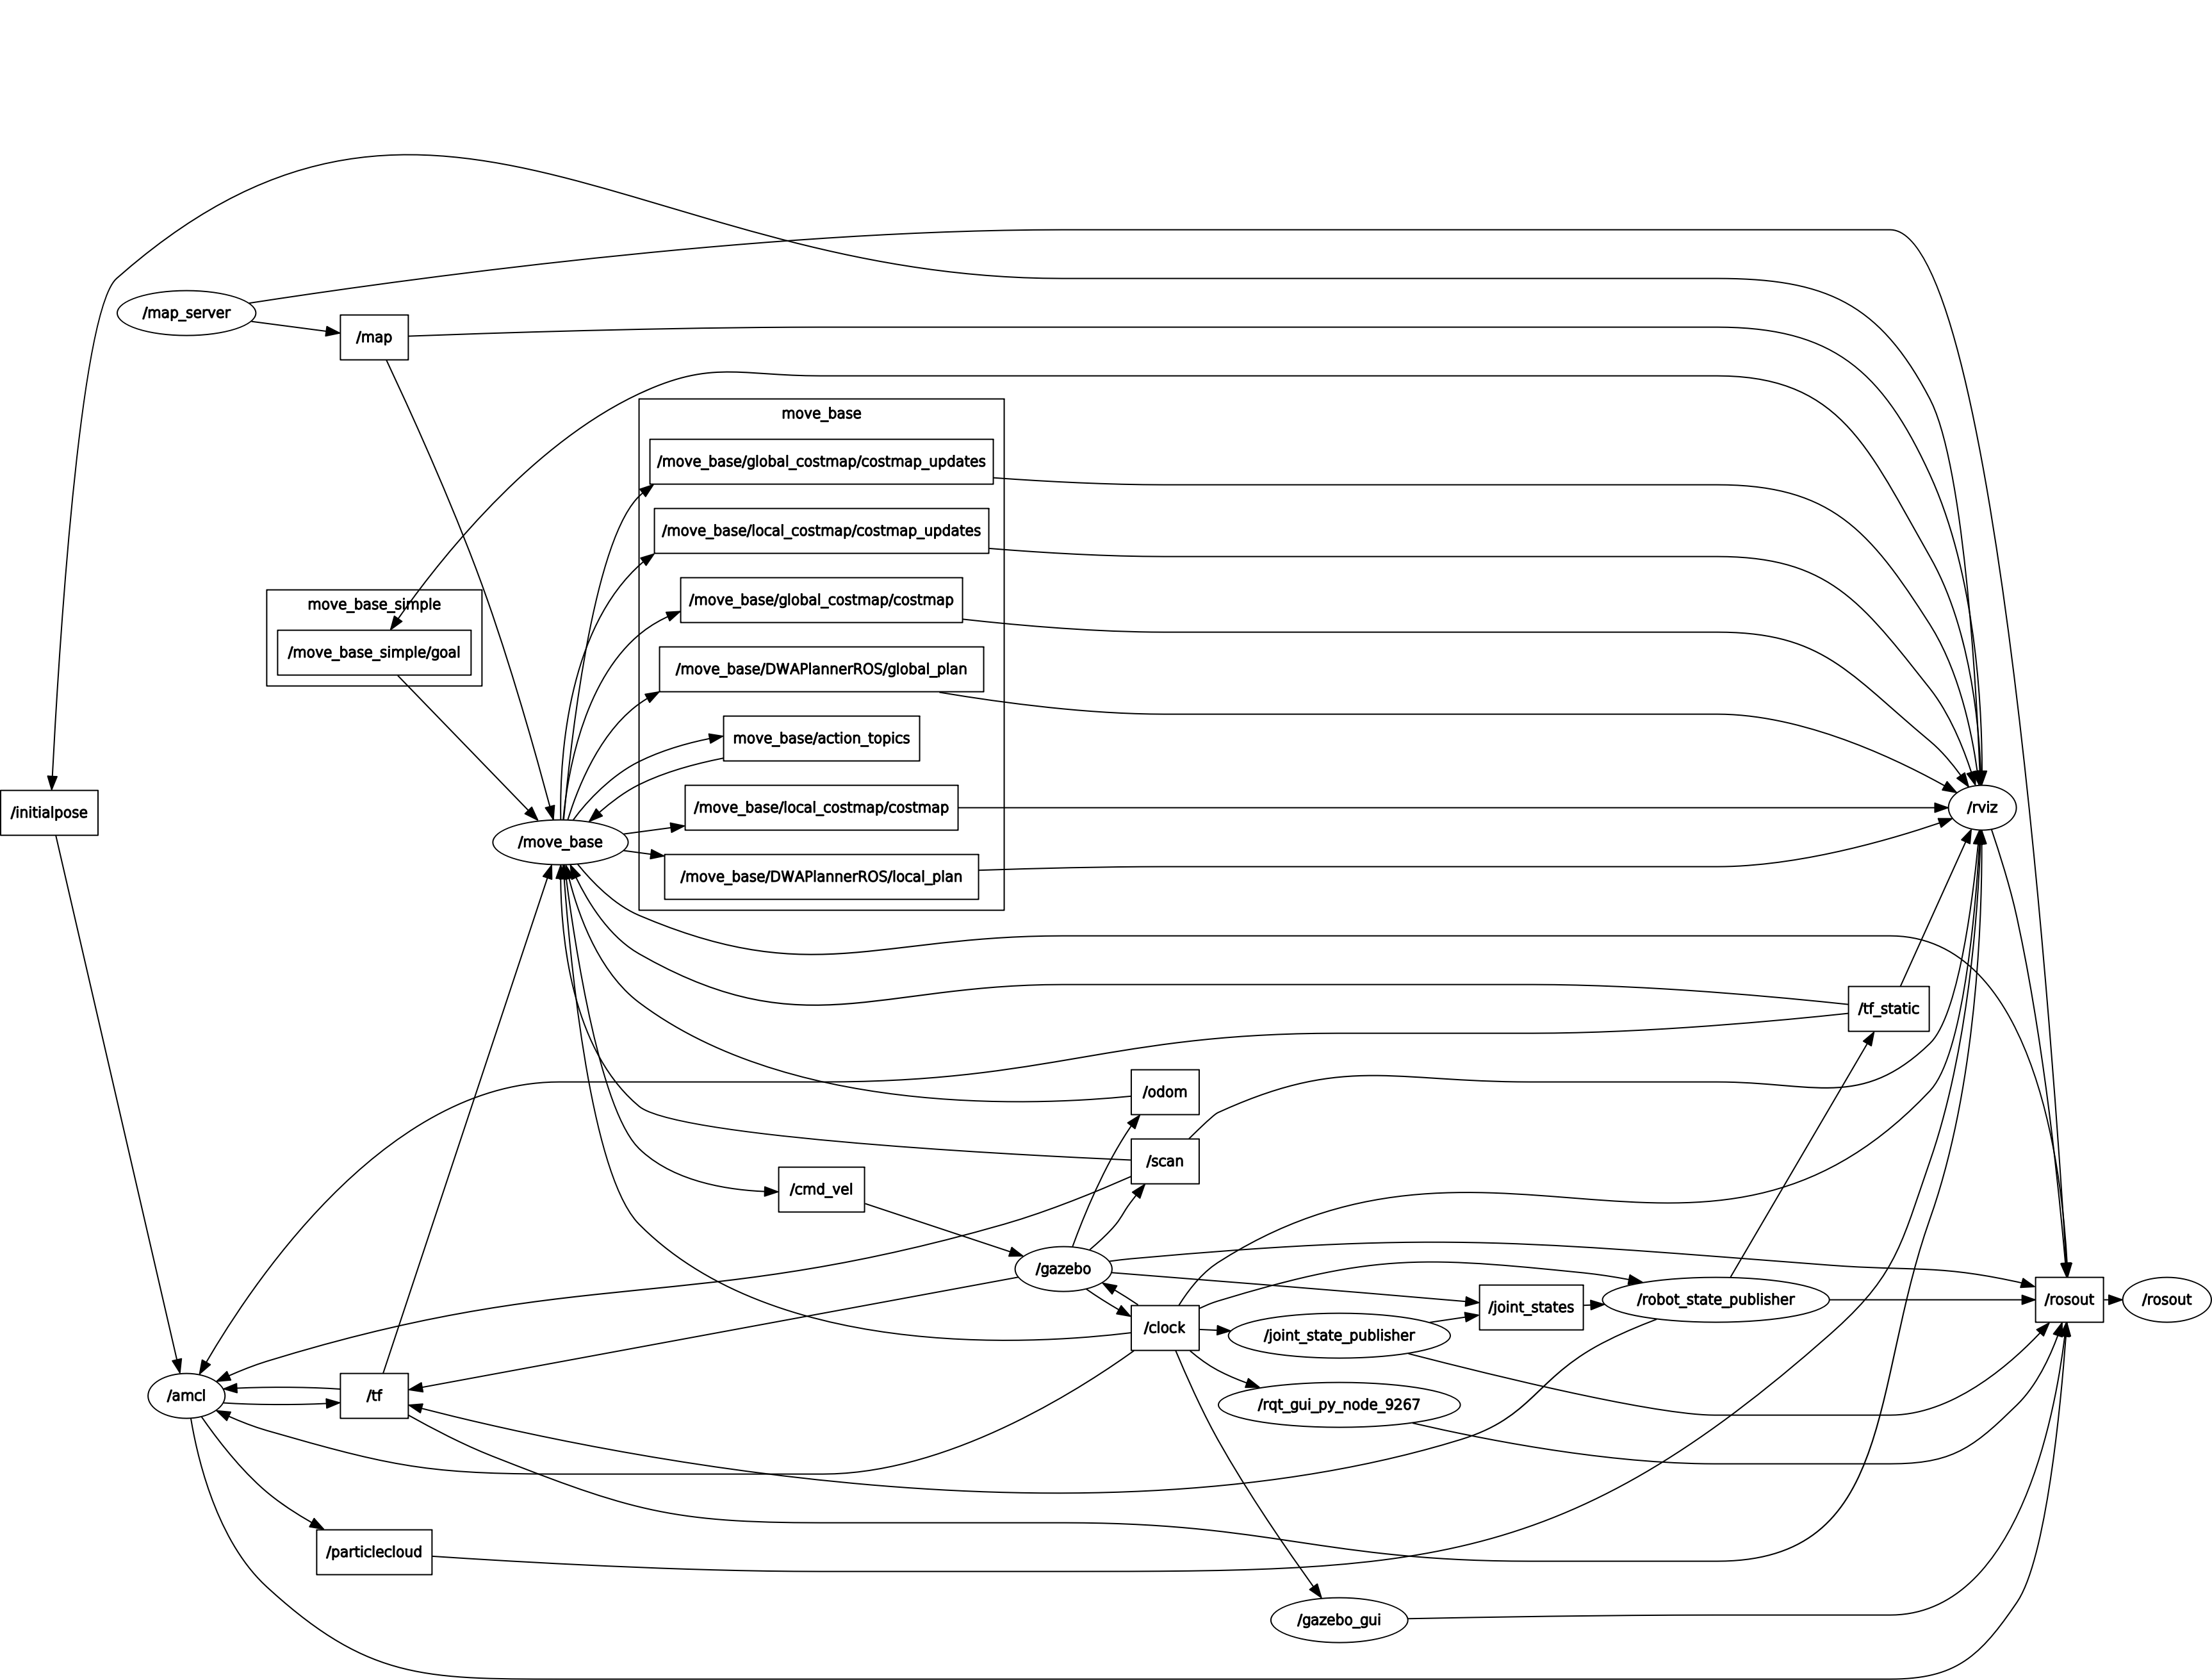 /map_server
/map
move_base
/move_base/global_costmap/costmap_updates
/move_base/local_costmap/costmap_updates
/move_base/global_costmap/costmap
move_base_simple
/move_base_simple/goal
/move_base/DWAPlannerROS/global_plan
move_base/action_topics
/initialpose
/move_base/local_costmap/costmap
/rviz
/move_base
/move_base/DWAPlannerROS/local_plan
/tf_static
/odom
/scan
/cmd_vel
/gazebo
/joint_states
/robot_state_publisher
/rosout
/rosout
/clock
/joint_state_publisher
/amcl
/tf
/rqt_gui_py_node_9267
/particlecloud
/gazebo_gui